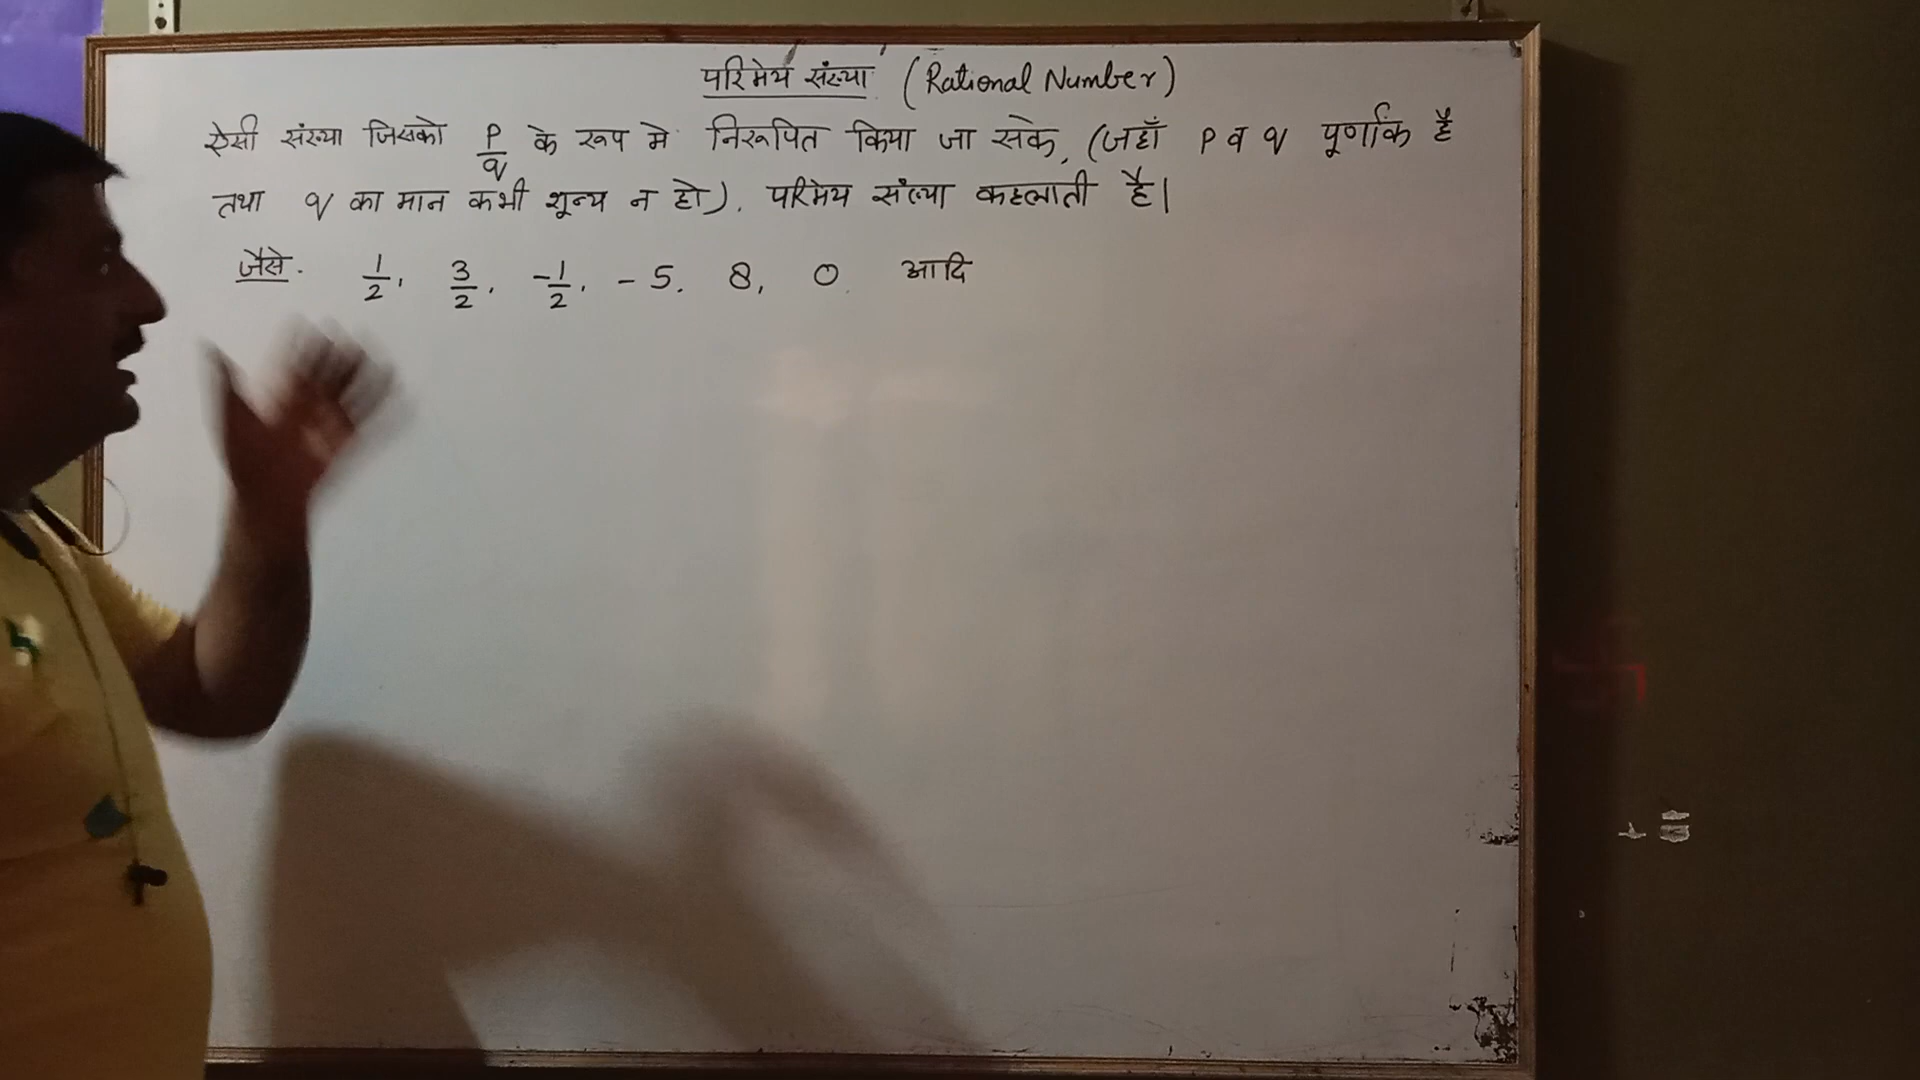 परिमेय संख्या (Rational Number)
ऐसी संख्या जिसको p/q के रूप मे निरूपित किया जा सके, (जहाँ p व q पूर्णांक है
तथा q का मान कभी शून्य न हो). परिमेय संख्या कहलाती है।
जैसे. 1/2, 3/2, -1/2, -5, 8, 0 आदि